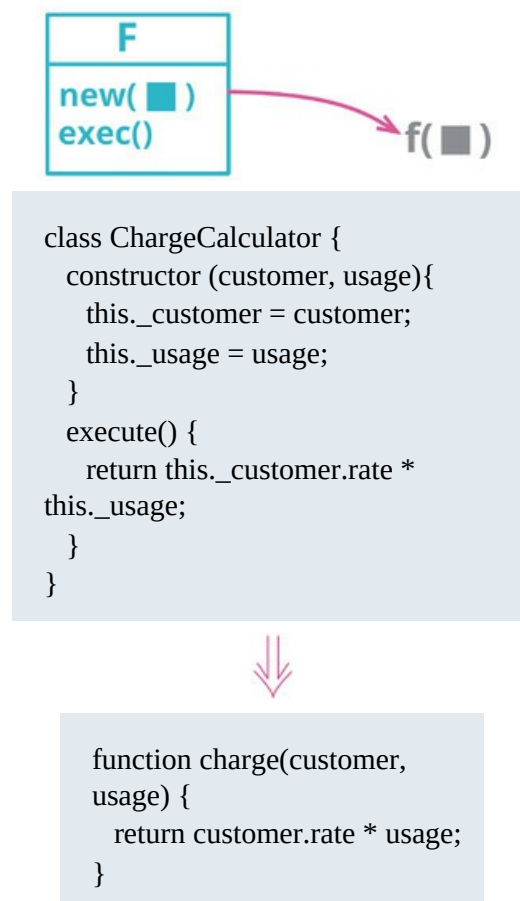 F
new( ■ )
exec()
f( ■ )
class ChargeCalculator {
constructor (customer, usage){
this._customer = customer;
this._usage = usage;
}
execute() {
return this._customer.rate *
this._usage;
}
}
function charge(customer,
usage) {
return customer.rate * usage;
}